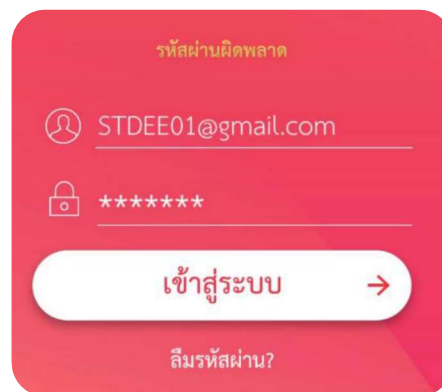 รหัสผ่านผิดพลาด
STDEE01@gmail.com
*******
เข้าสู่ระบบ
ลืมรหัสผ่าน?